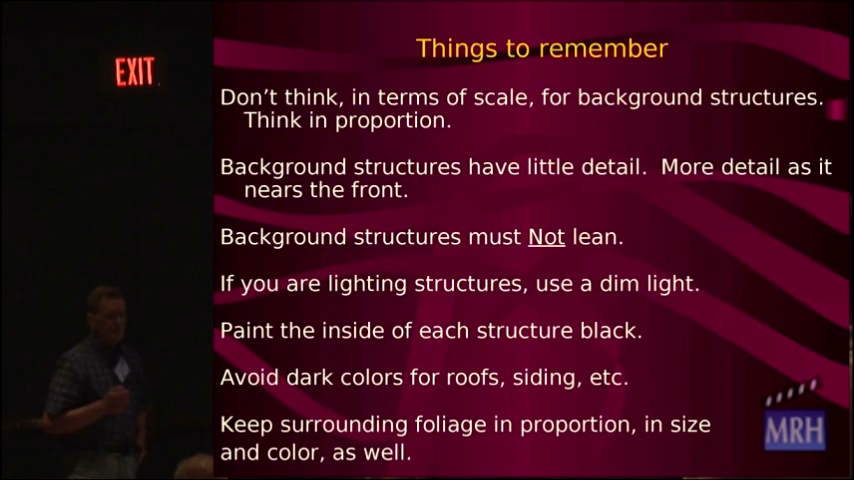 Things to remember
EXIT
Don't think, in terms of scale, for background structures.
Think in proportion.
Background structures have little detail. More detail as it
nears the front.
Background structures must Not lean.
If you are lighting structures, use a dim light.
Paint the inside of each structure black.
Avoid dark colors for roofs, siding, etc.
Keep surrounding foliage in proportion, in size
and color, as well.
MRH